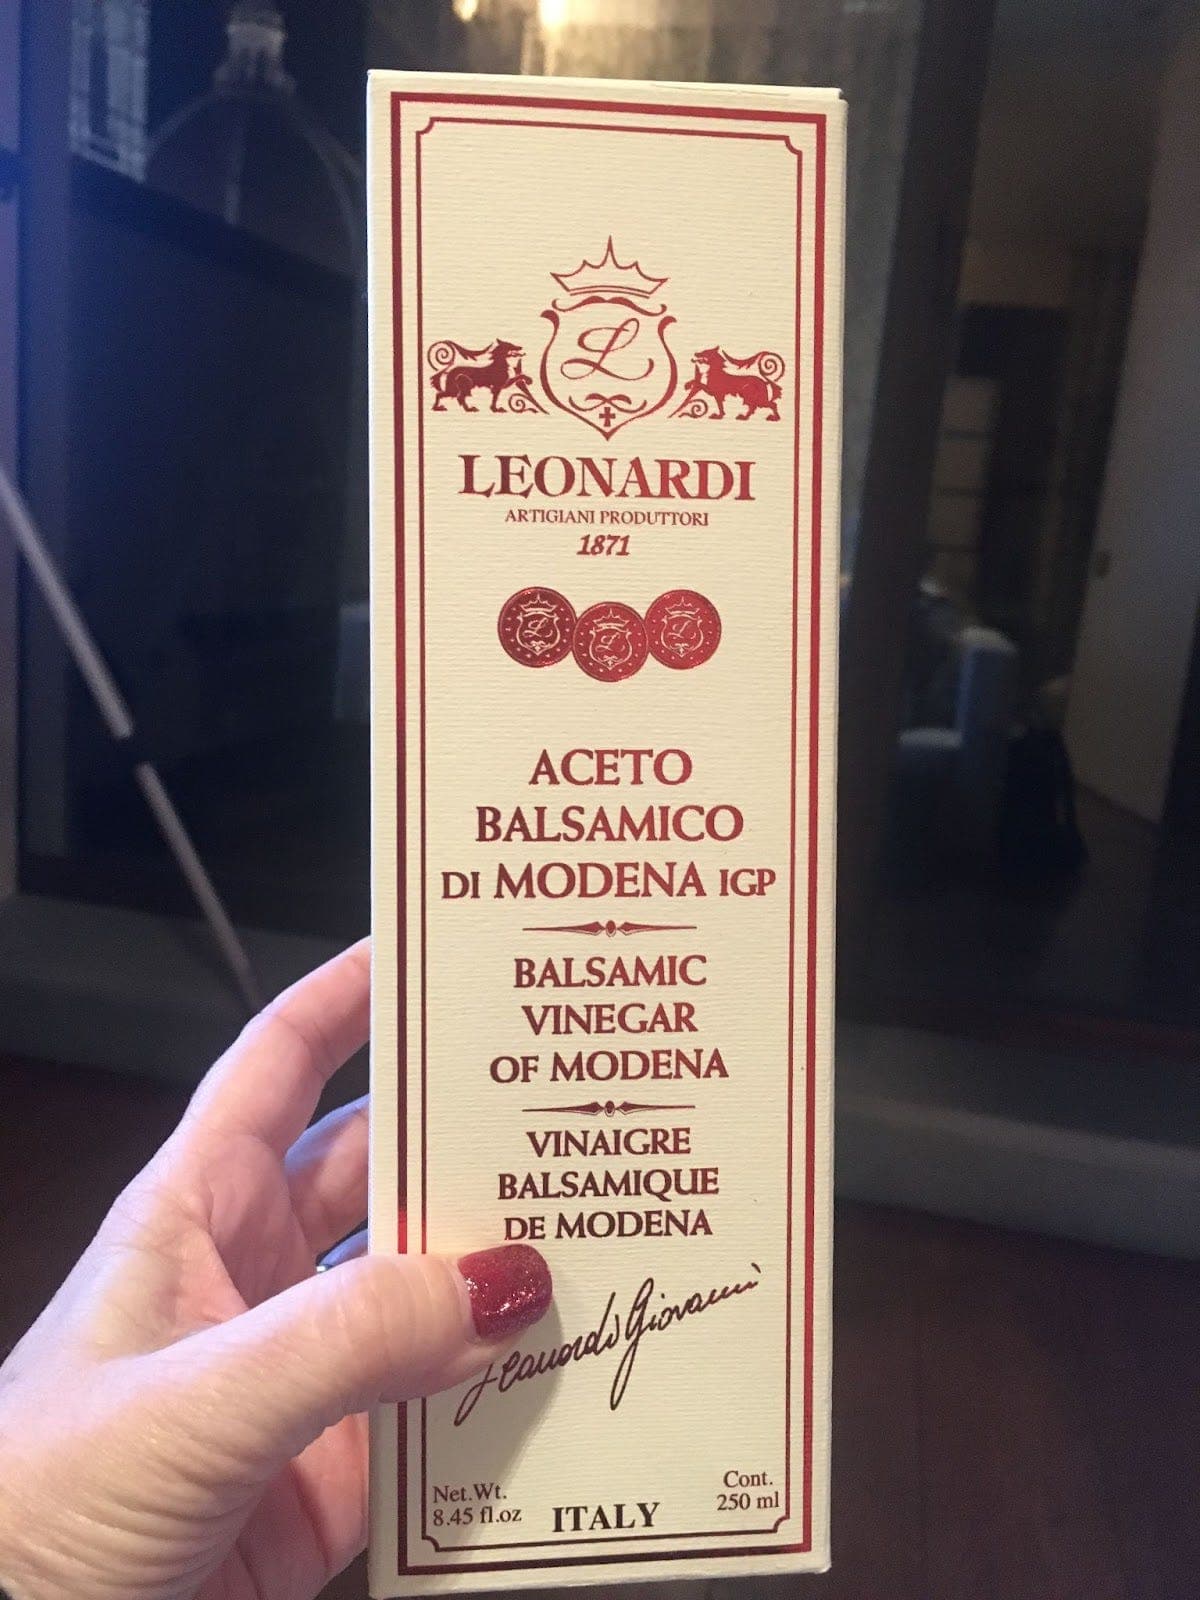 L
LEONARDI
ARTIGIANI PRODUTTORI
1871
L L L
ACETO
BALSAMICO
DI MODENA IGP
BALSAMIC
VINEGAR
OF MODENA
VINAIGRE
BALSAMIQUE
DE MODENA
Leonardi Giovanni
Net.Wt.
8.45 fl.oz
ITALY
Cont.
250 ml